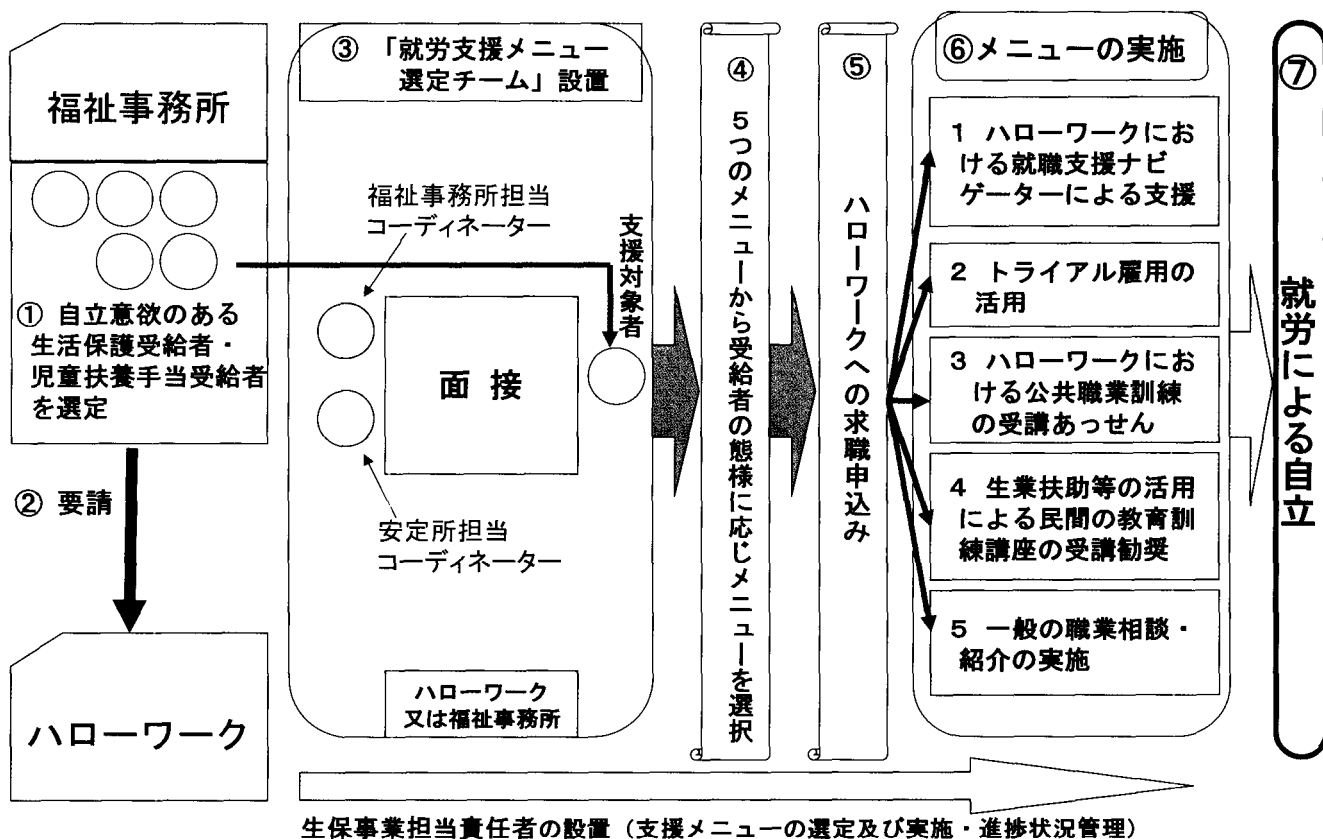 福祉事務所
① 自立意欲のある
生活保護受給者・
児童扶養手当受給者
を選定
② 要請
ハローワーク
③ 「就労支援メニュー
選定チーム」設置
福祉事務所担当
コーディネーター
支援対象者
面接
安定所担当
コーディネーター
ハローワーク
又は福祉事務所
④ 5つのメニューから受給者の態様に応じメニューを選択
⑤ ハローワークへの求職申込み
⑥メニューの実施
1 ハローワークにお
ける就職支援ナビ
ゲーターによる支援
2 トライアル雇用の
活用
3 ハローワークにお
ける公共職業訓練
の受講あっせん
4 生業扶助等の活用
による民間の教育訓
練講座の受講勧奨
5 一般の職業相談・
紹介の実施
⑦ 就労による自立
生保事業担当責任者の設置（支援メニューの選定及び実施・進捗状況管理）